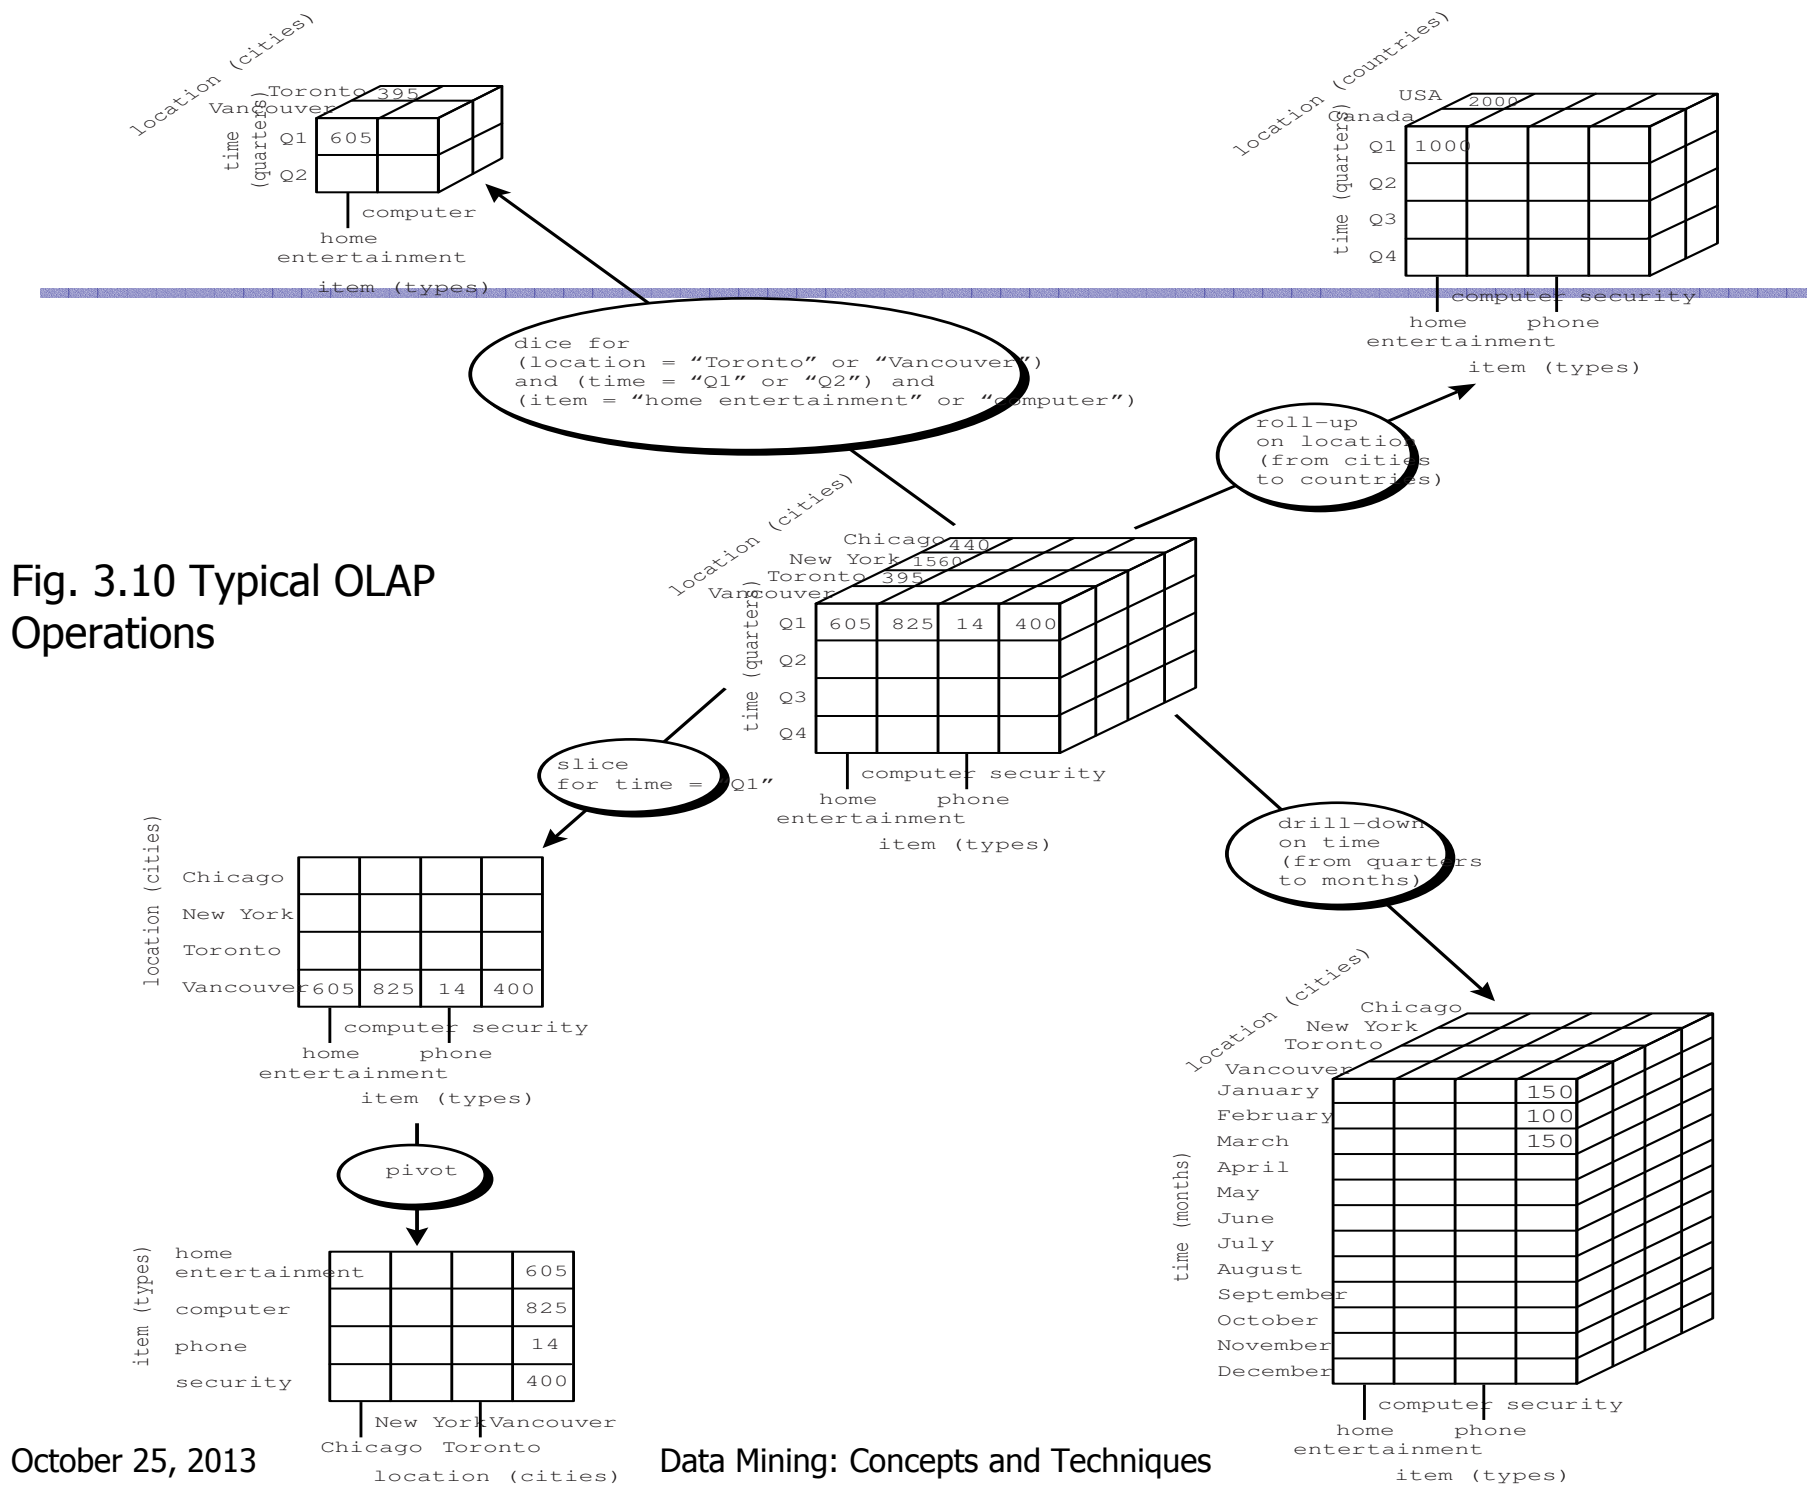 location (cities)
Toronto 395
Vancouver
time
(quarters)
Q1 605
Q2
computer
home
entertainment
item (types)
location (countries)
USA 2000
Canada
time (quarters)
Q1 1000
Q2
Q3
Q4
computer security
home phone
entertainment
item (types)
dice for
(location = “Toronto” or “Vancouver”)
and (time = “Q1” or “Q2”) and
(item = “home entertainment” or “computer”)
roll-up
on location
(from cities
to countries)
Fig. 3.10 Typical OLAP
Operations
location (cities)
Chicago 440
New York 1560
Toronto 395
Vancouver
time (quarters)
Q1 605 825 14 400
Q2
Q3
Q4
computer security
home phone
entertainment
item (types)
slice
for time = “Q1”
drill-down
on time
(from quarters
to months)
location (cities)
Chicago
New York
Toronto
Vancouver 605 825 14 400
computer security
home phone
entertainment
item (types)
pivot
item (types)
home
entertainment 605
computer 825
phone 14
security 400
New York Vancouver
Chicago Toronto
location (cities)
location (cities)
Chicago
New York
Toronto
Vancouver
time (months)
January 150
February 100
March 150
April
May
June
July
August
September
October
November
December
computer security
home phone
entertainment
item (types)
October 25, 2013
Data Mining: Concepts and Techniques